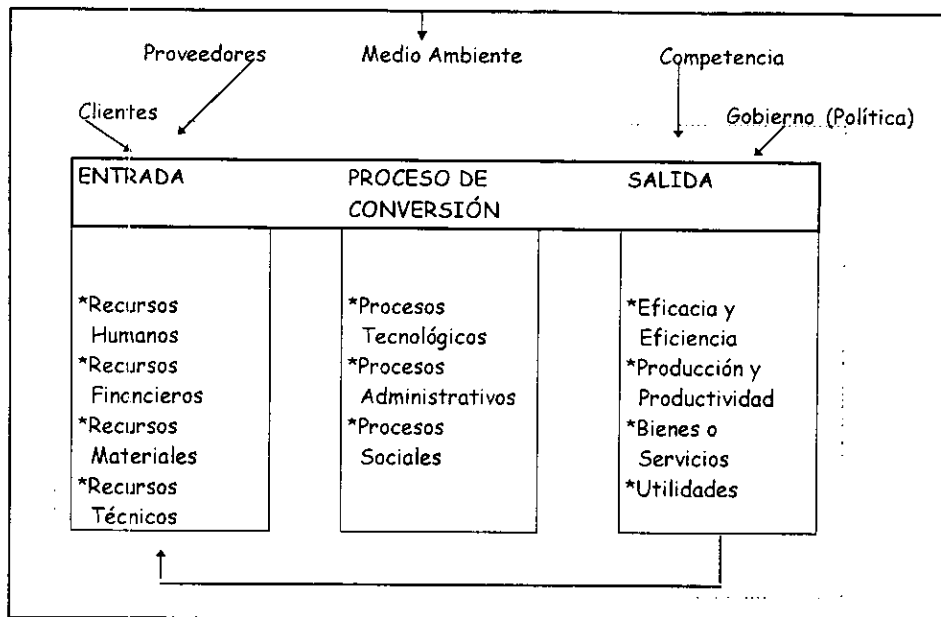 Proveedores
Medio Ambiente
Competencia
Clientes
Gobierno (Política)
ENTRADA
PROCESO DE
CONVERSIÓN
SALIDA
*Recursos
Humanos
*Recursos
Financieros
*Recursos
Materiales
*Recursos
Técnicos
*Procesos
Tecnológicos
*Procesos
Administrativos
*Procesos
Sociales
*Eficacia y
Eficiencia
*Producción y
Productividad
*Bienes o
Servicios
*Utilidades